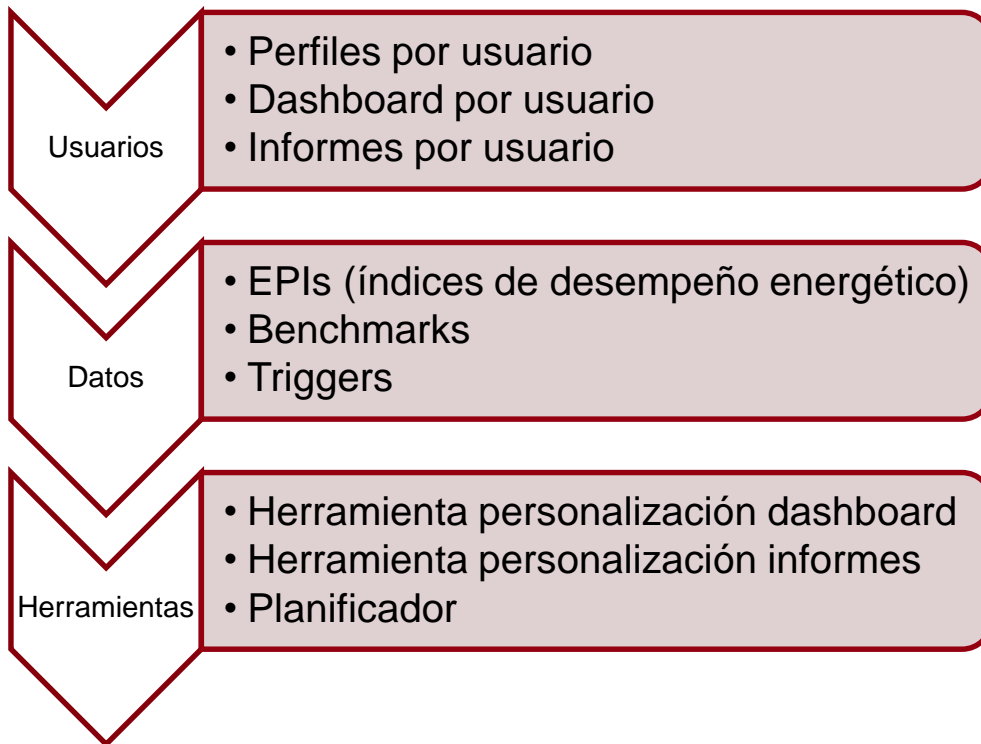 Usuarios
• Perfiles por usuario
• Dashboard por usuario
• Informes por usuario
Datos
• EPIs (índices de desempeño energético)
• Benchmarks
• Triggers
Herramientas
• Herramienta personalización dashboard
• Herramienta personalización informes
• Planificador